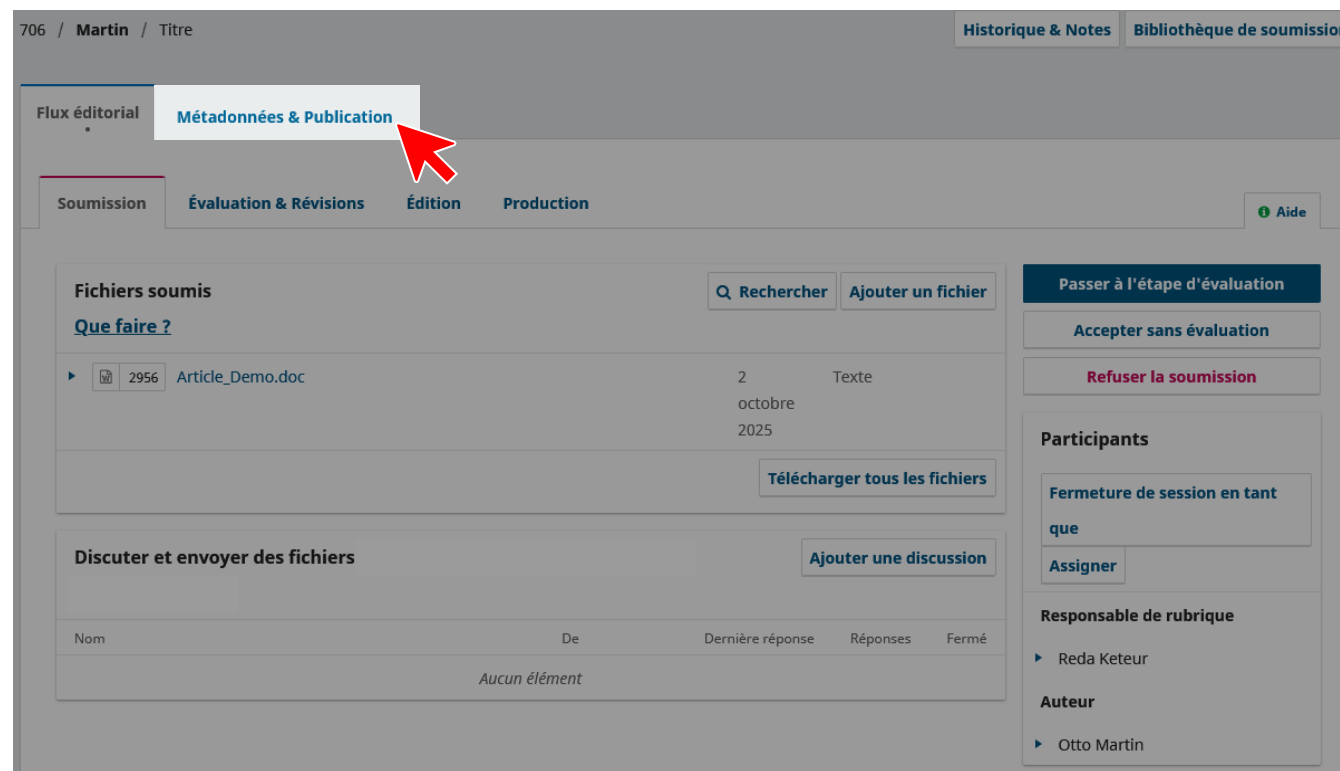 706 / Martin / Titre
Historique & Notes
Bibliothèque de soumissio
Flux éditorial
Métadonnées & Publication
Soumission
Évaluation & Révisions
Édition
Production
Aide
Fichiers soumis
Rechercher
Ajouter un fichier
Que faire ?
2956 Article_Demo.doc
2 octobre 2025
Texte
Télécharger tous les fichiers
Discuter et envoyer des fichiers
Ajouter une discussion
Nom De Dernière réponse Réponses Fermé
Aucun élément
Passer à l'étape d'évaluation
Accepter sans évaluation
Refuser la soumission
Participants
Fermeture de session en tant
que
Assigner
Responsable de rubrique
Reda Keteur
Auteur
Otto Martin